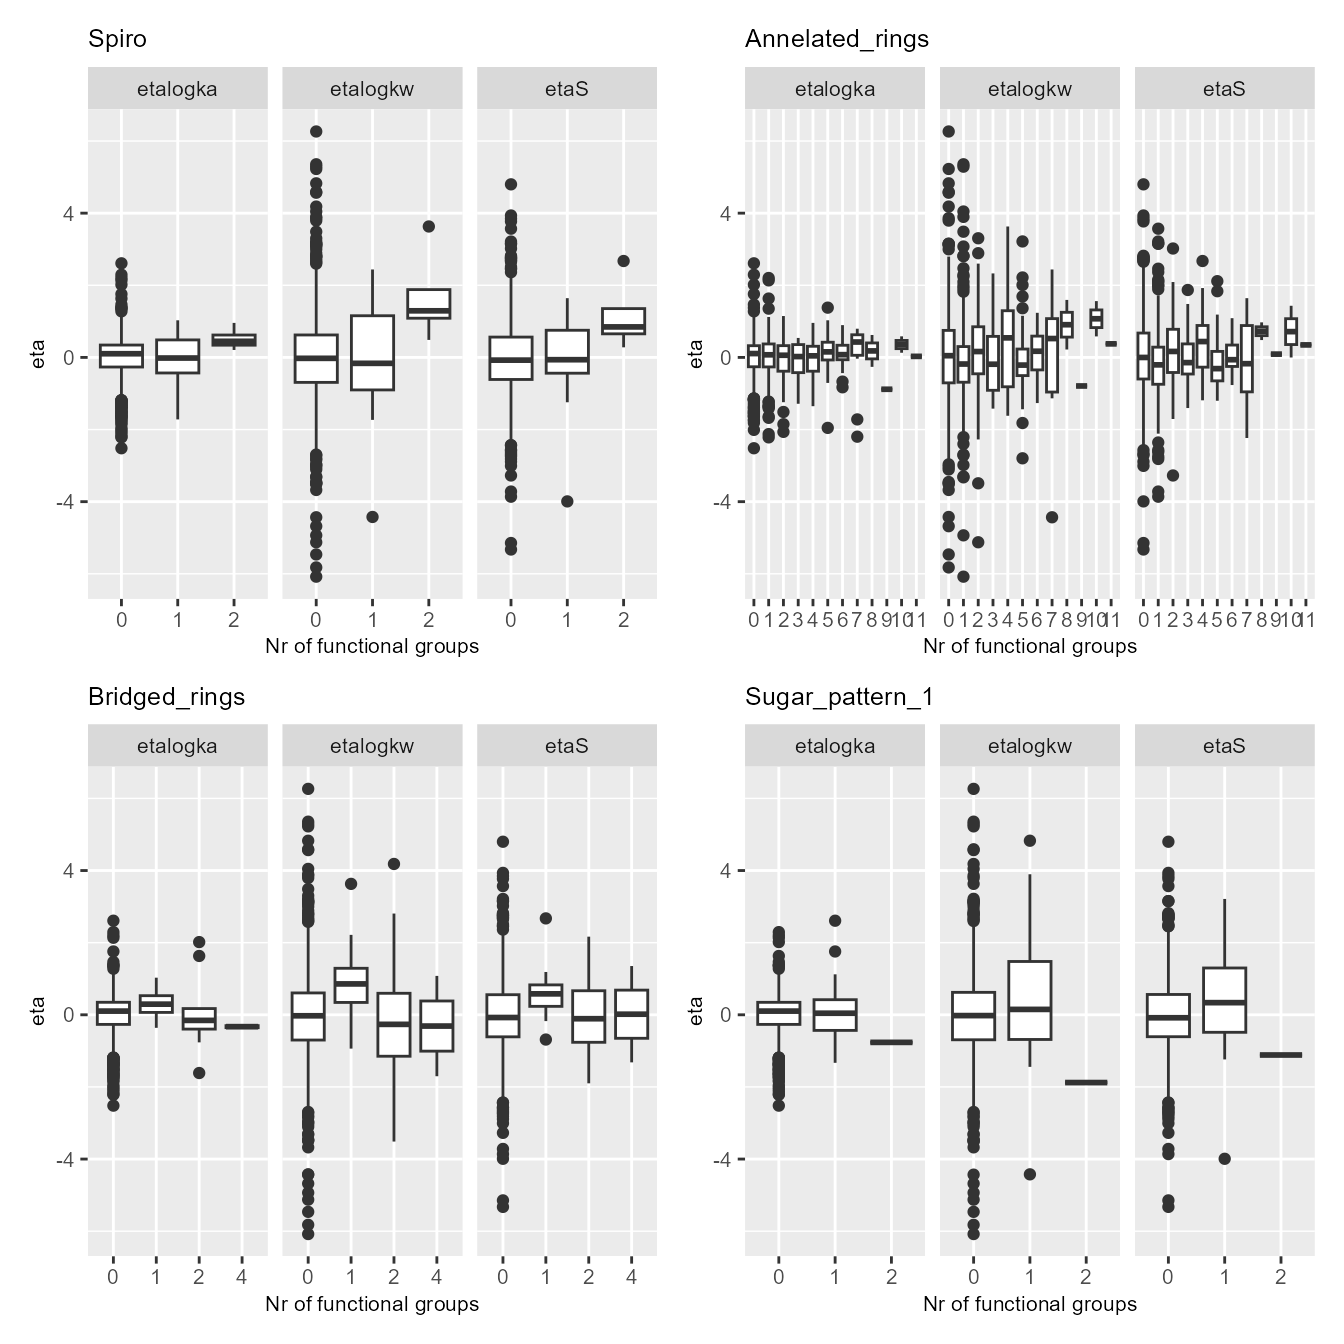 Spiro
etalogka etalogkw etaS
eta
4
0
-4
0 1 2 0 1 2 0 1 2
Nr of functional groups
Annelated_rings
etalogka etalogkw etaS
eta
4
0
-4
0 1 2 3 4 5 6 7 8 9 10 11 0 1 2 3 4 5 6 7 8 9 10 11 0 1 2 3 4 5 6 7 8 9 10 11
Nr of functional groups
Bridged_rings
etalogka etalogkw etaS
eta
4
0
-4
0 1 2 4 0 1 2 4 0 1 2 4
Nr of functional groups
Sugar_pattern_1
etalogka etalogkw etaS
eta
4
0
-4
0 1 2 0 1 2 0 1 2
Nr of functional groups